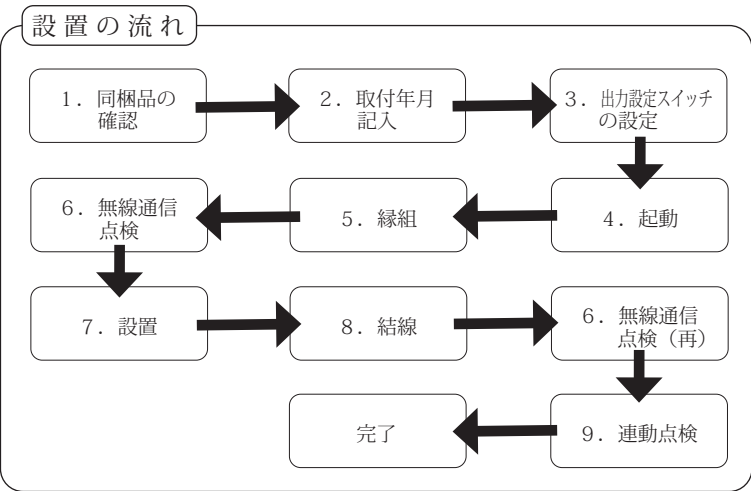 設置の流れ
1．同梱品の
確認
2．取付年月
記入
3．出力設定スイッチ
の設定
4．起動
5．縁組
6．無線通信
点検
7．設置
8．結線
6．無線通信
点検（再）
9．連動点検
完了